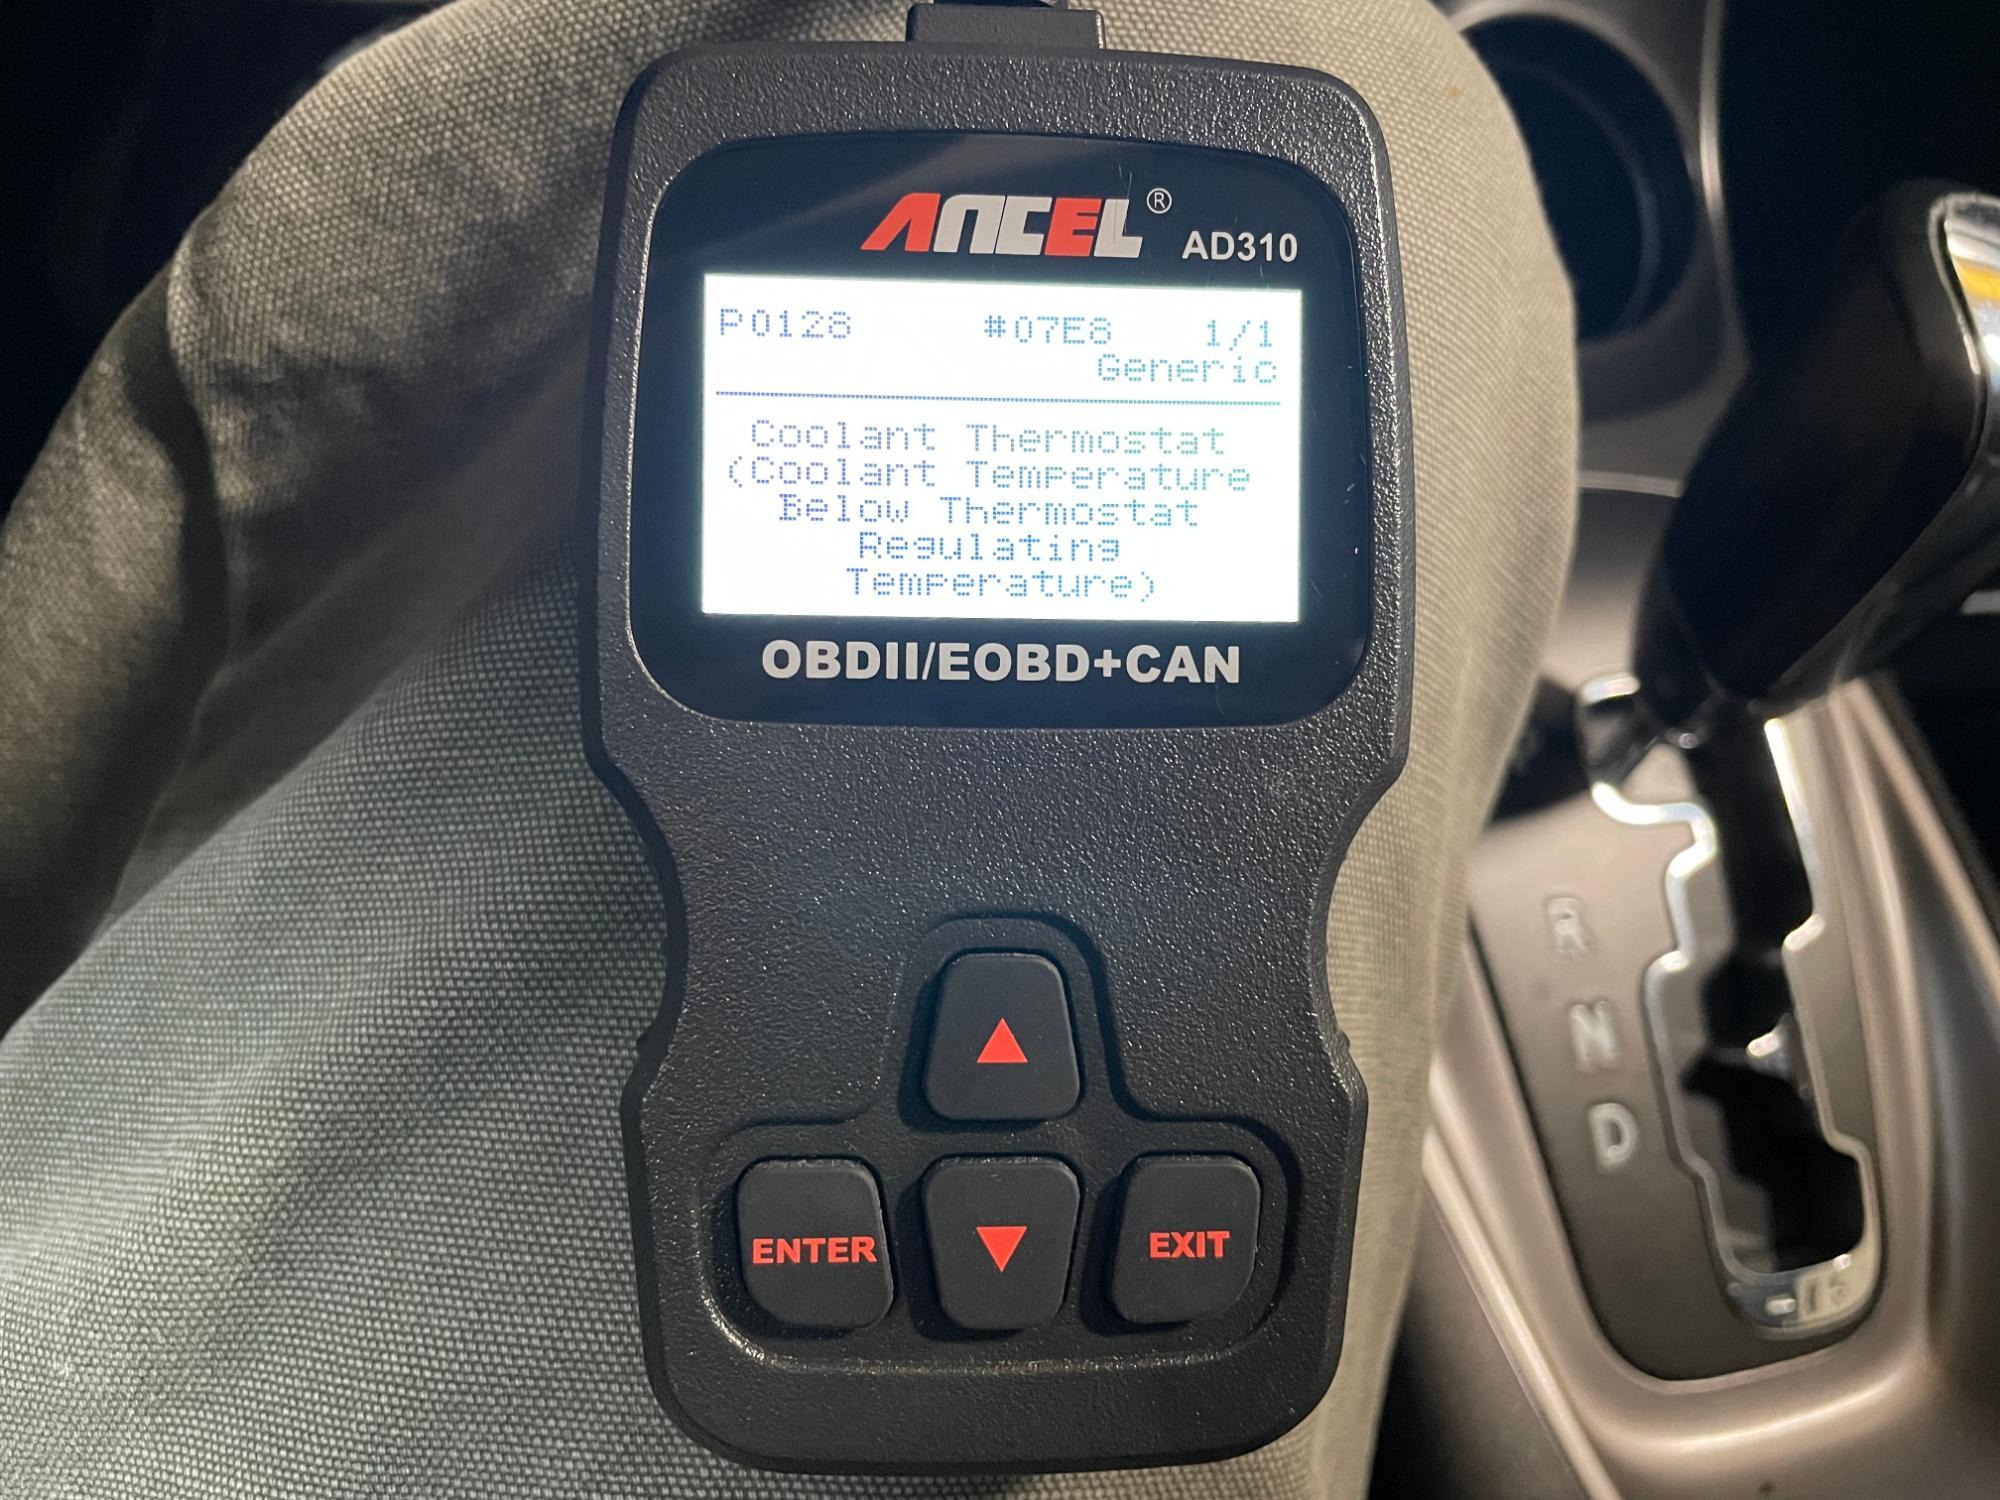 ANCEL®
AD310
P0128 #07E8 1/1
Generic
Coolant Thermostat
(Coolant Temperature
Below Thermostat
Regulating
Temperature)
OBDII/EOBD+CAN
▲
ENTER ▼ EXIT
R
N
D